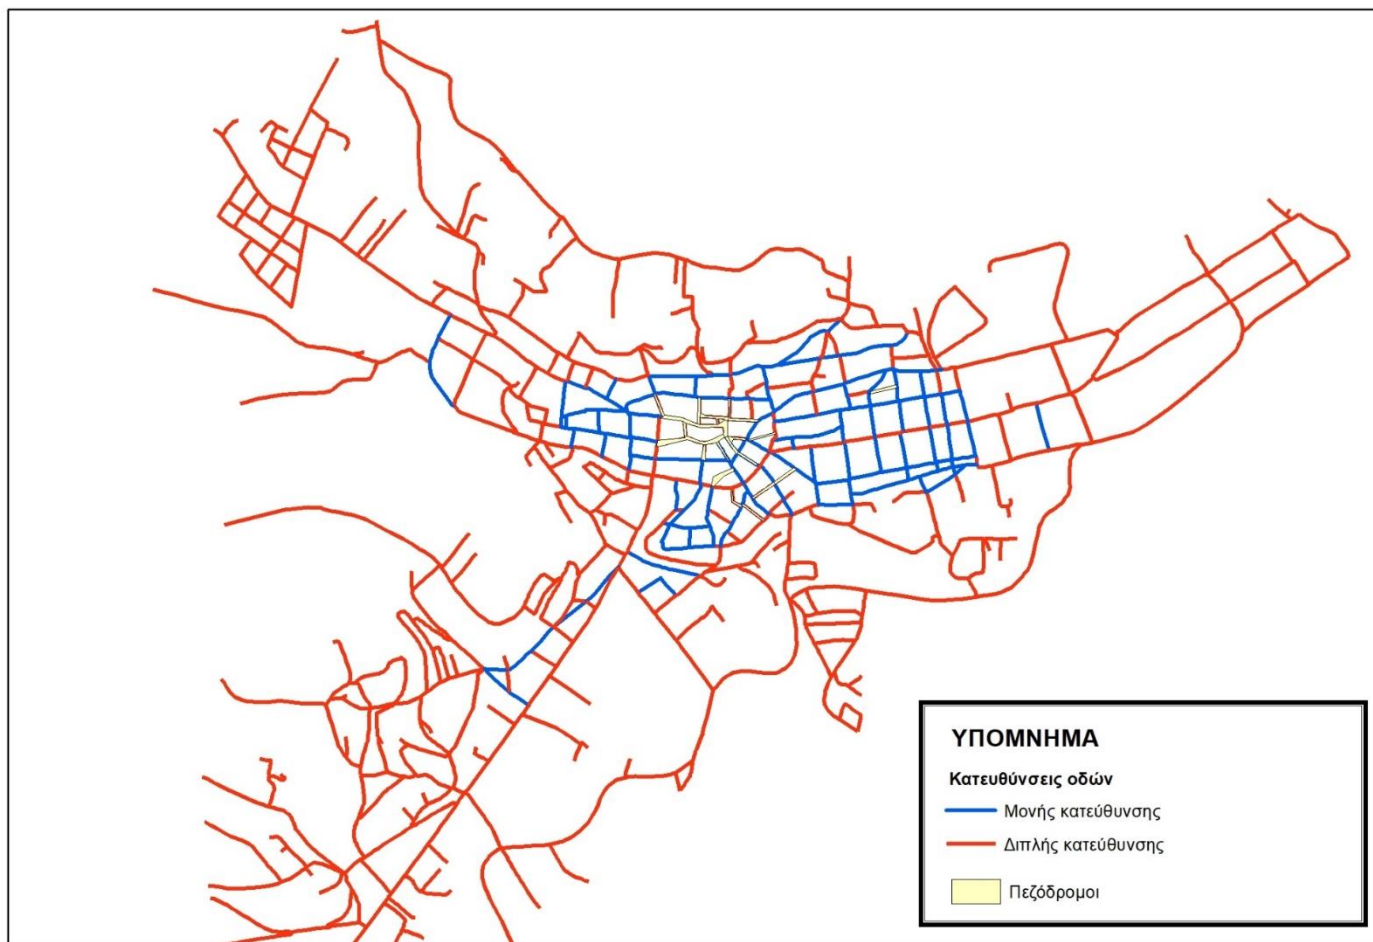 ΥΠΟΜΝΗΜΑ
Κατευθύνσεις οδών
Μονής κατεύθυνσης
Διπλής κατεύθυνσης
Πεζόδρομοι